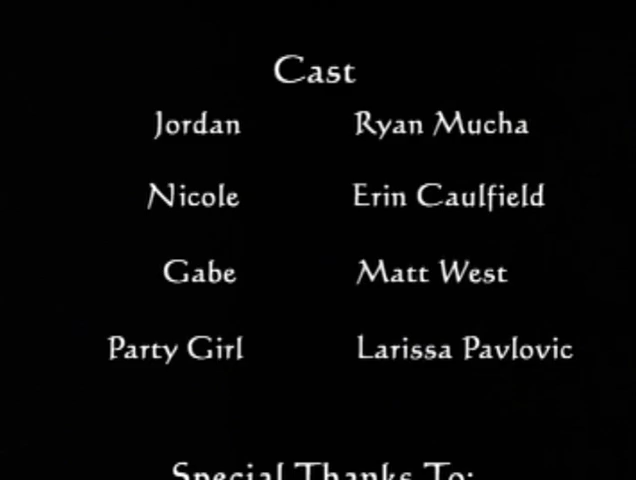 Cast
Jordan Ryan Mucha
Nicole Erin Caulfield
Gabe Matt West
Party Girl Larissa Pavlovic
Special Thanks To: